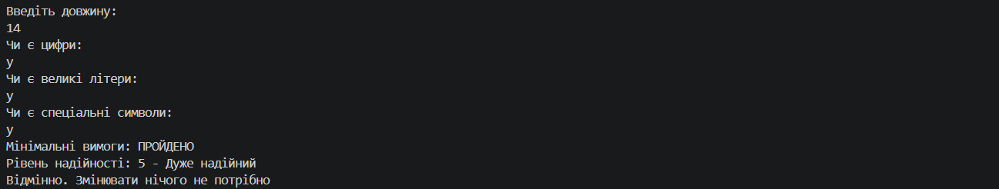 Введіть довжину:
14
Чи є цифри:
y
Чи є великі літери:
y
Чи є спеціальні символи:
y
Мінімальні вимоги: ПРОЙДЕНО
Рівень надійності: 5 - Дуже надійний
Відмінно. Змінювати нічого не потрібно